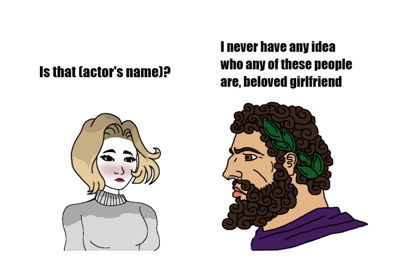 Is that (actor's name)?
I never have any idea
who any of these people
are, beloved girlfriend